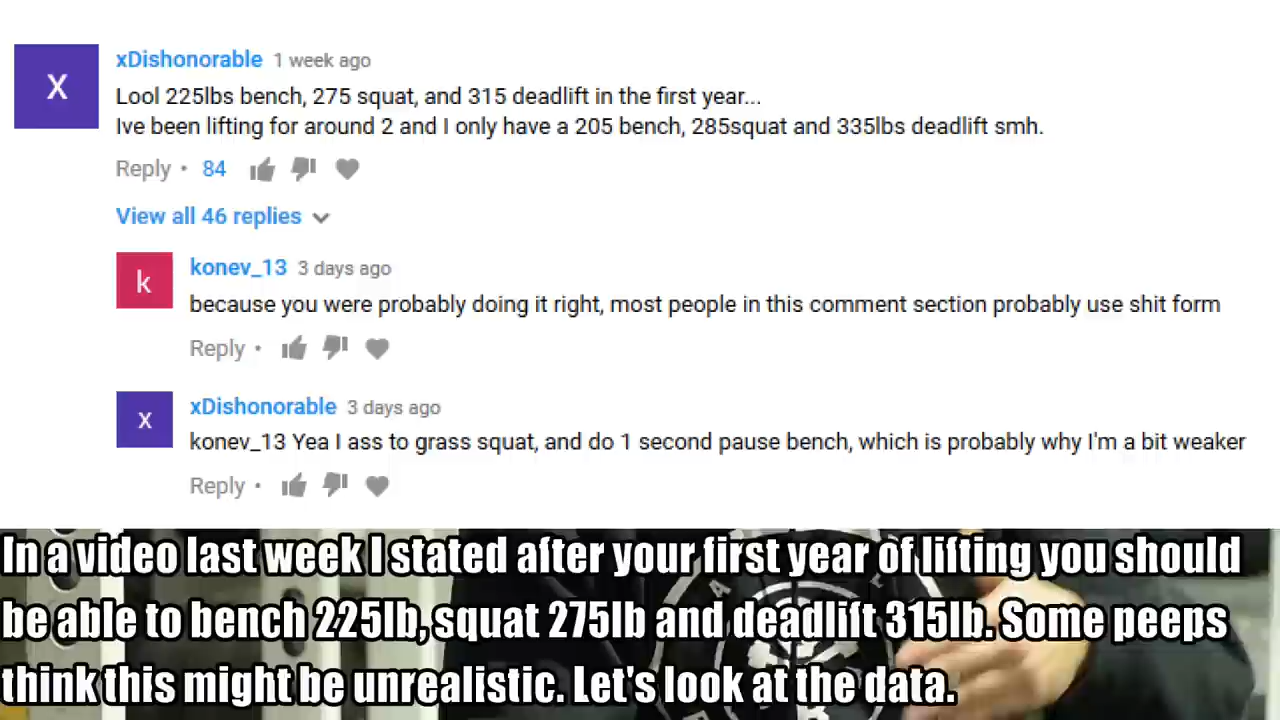 X
xDishonorable 1 week ago
Lool 225lbs bench, 275 squat, and 315 deadlift in the first year...
Ive been lifting for around 2 and I only have a 205 bench, 285squat and 335lbs deadlift smh.
Reply • 84
View all 46 replies
k
konev_13 3 days ago
because you were probably doing it right, most people in this comment section probably use shit form
Reply •
x
xDishonorable 3 days ago
konev_13 Yea I ass to grass squat, and do 1 second pause bench, which is probably why I'm a bit weaker
Reply •
In a video last week I stated after your first year of lifting you should
be able to bench 225lb, squat 275lb and deadlift 315lb. Some peeps
think this might be unrealistic. Let's look at the data.